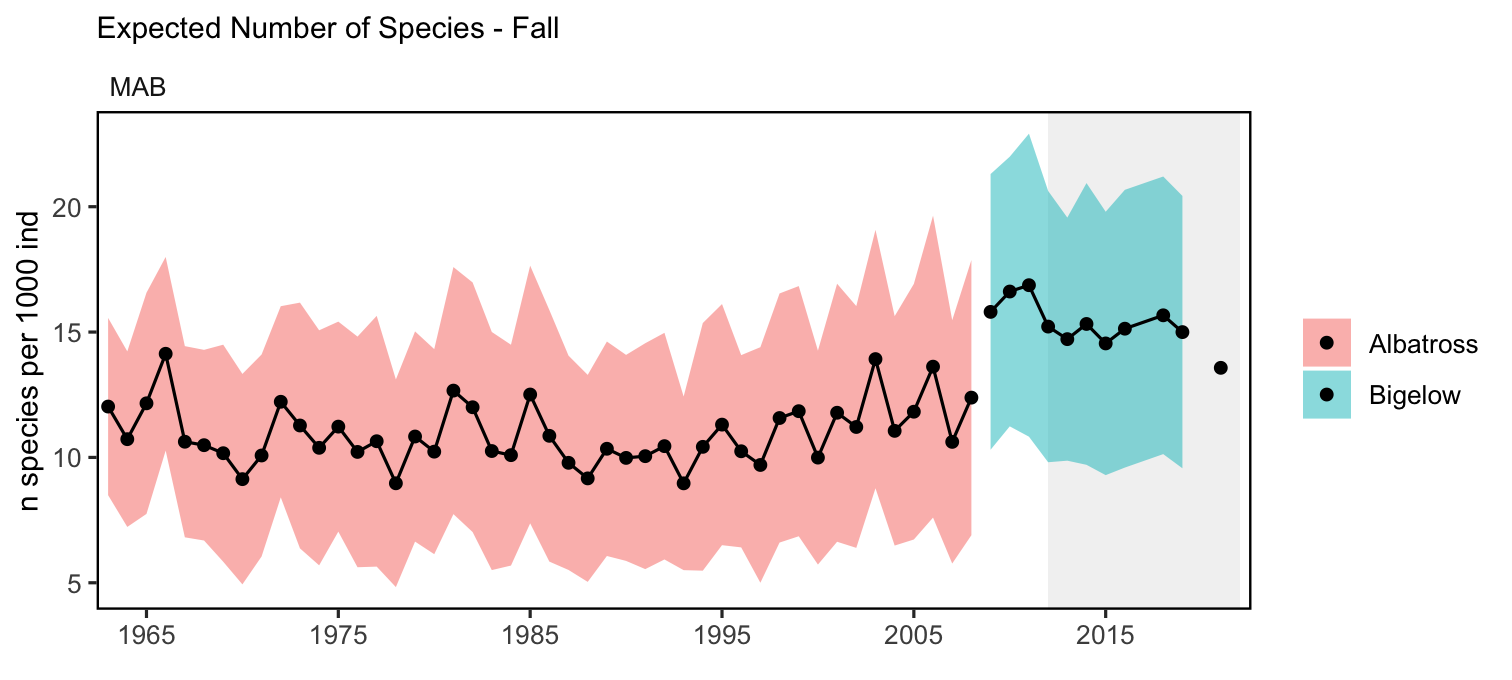 Expected Number of Species - Fall
MAB
n species per 1000 ind
20
15
10
5
1965 1975 1985 1995 2005 2015
Albatross
Bigelow